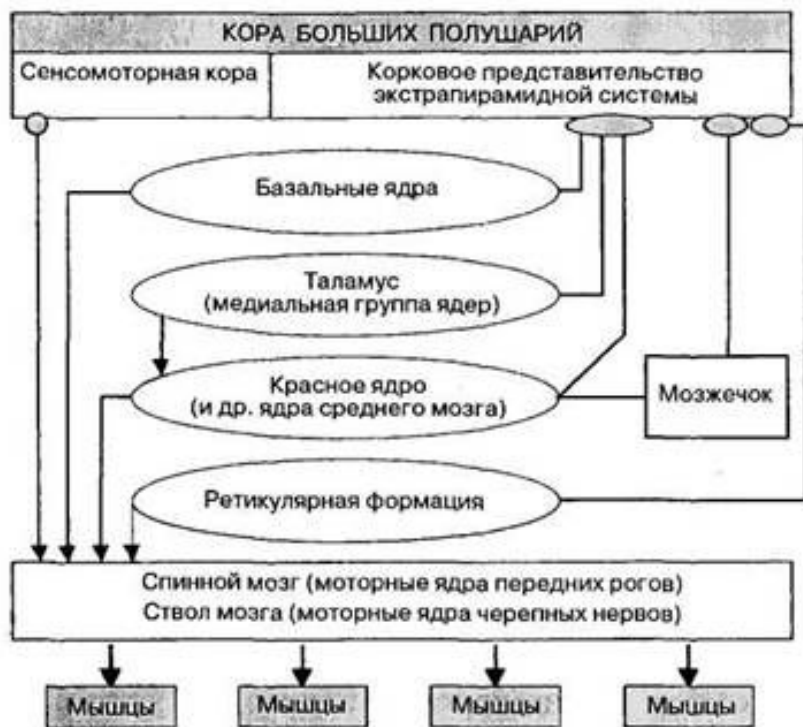 КОРА БОЛЬШИХ ПОЛУШАРИЙ
Сенсомоторная кора
Корковое представительство
экстрапирамидной системы
Базальные ядра
Таламус
(медиальная группа ядер)
Красное ядро
(и др. ядра среднего мозга)
Мозжечок
Ретикулярная формация
Спинной мозг (моторные ядра передних рогов)
Ствол мозга (моторные ядра черепных нервов)
Мышцы
Мышцы
Мышцы
Мышцы